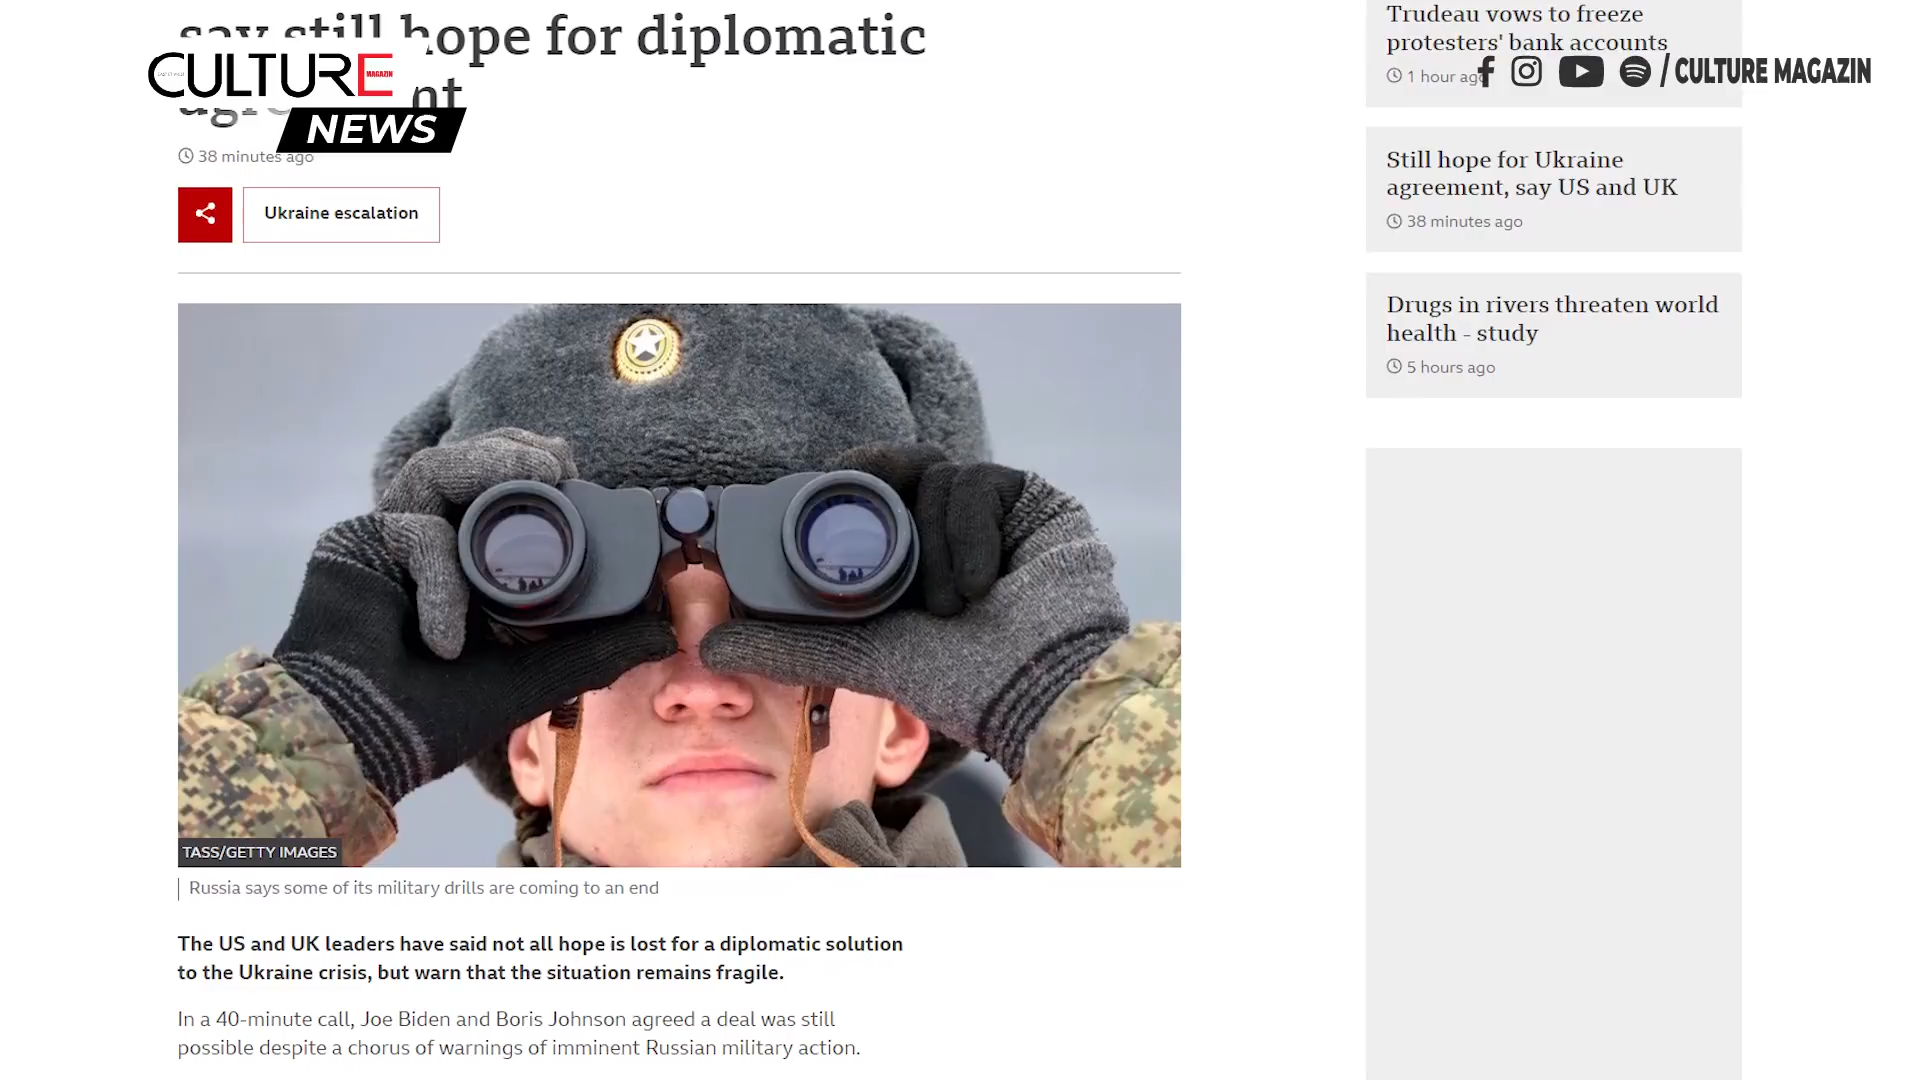 say still hope for diplomatic
CULTURE
MAGAZIN
NEWS
38 minutes ago
Ukraine escalation
TASS/GETTY IMAGES
Russia says some of its military drills are coming to an end
The US and UK leaders have said not all hope is lost for a diplomatic solution
to the Ukraine crisis, but warn that the situation remains fragile.
In a 40-minute call, Joe Biden and Boris Johnson agreed a deal was still
possible despite a chorus of warnings of imminent Russian military action.
Trudeau vows to freeze
protesters' bank accounts
1 hour ago
/ CULTURE MAGAZIN
Still hope for Ukraine
agreement, say US and UK
38 minutes ago
Drugs in rivers threaten world
health - study
5 hours ago